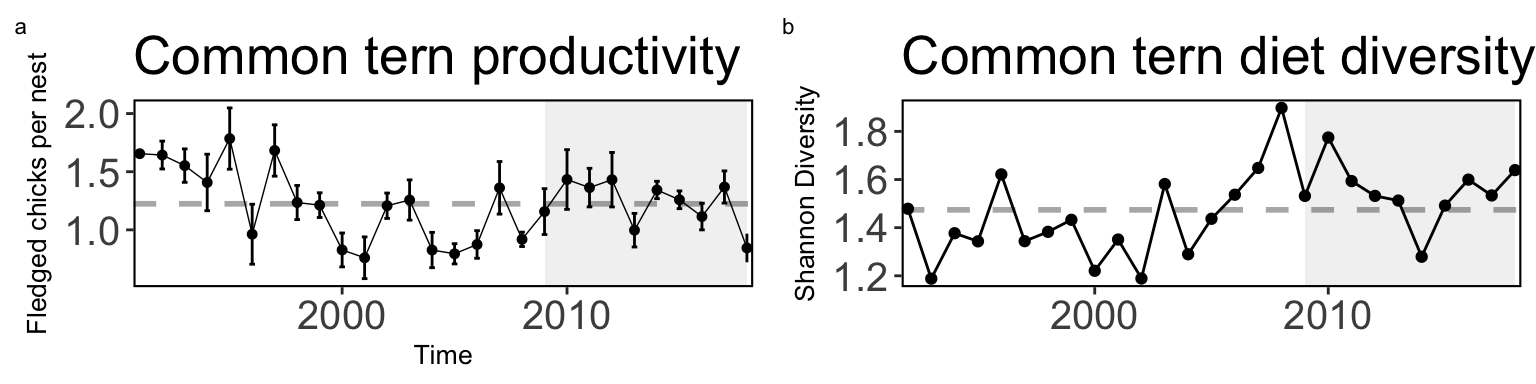 a
Common tern productivity
Fledged chicks per nest
2.0
1.5
1.0
2000
2010
Time
b
Common tern diet diversity
Shannon Diversity
1.8
1.6
1.4
1.2
2000
2010